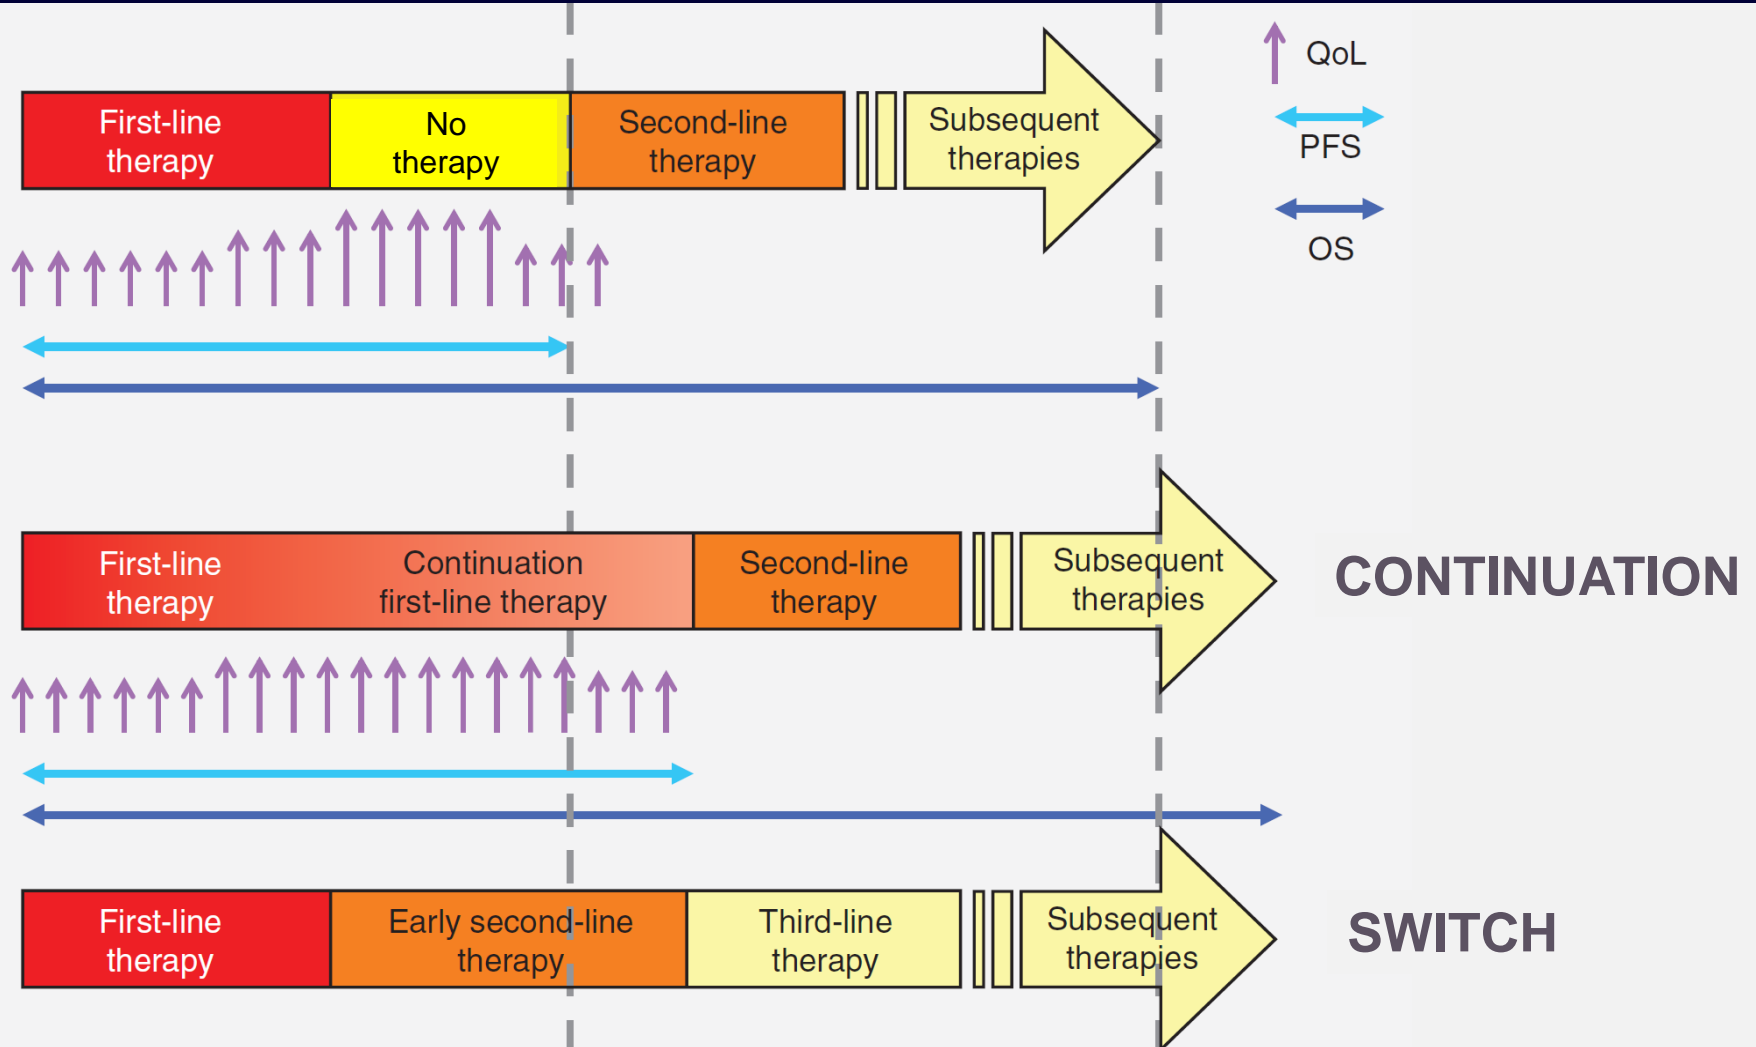 First-line
therapy
No
therapy
Second-line
therapy
Subsequent
therapies
QoL
PFS
OS
First-line
therapy
Continuation
first-line therapy
Second-line
therapy
Subsequent
therapies
CONTINUATION
First-line
therapy
Early second-line
therapy
Third-line
therapy
Subsequent
therapies
SWITCH